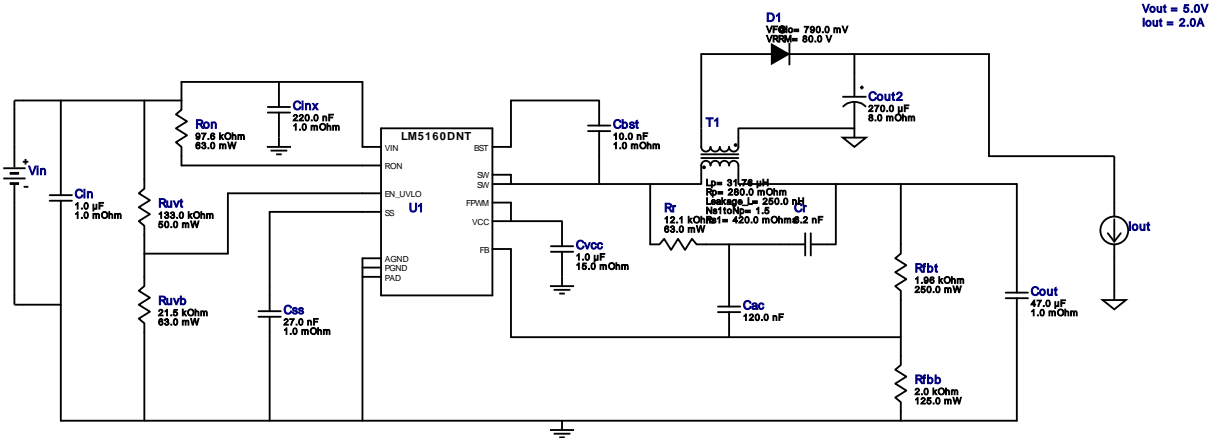 Vout = 5.0V
Iout = 2.0A
D1
VF@Io= 790.0 mV
VRRM= 80.0 V
Cout2
270.0 µF
8.0 mOhm
T1
Cinx
220.0 nF
1.0 mOhm
Ron
97.6 kOhm
63.0 mW
Cbst
10.0 nF
1.0 mOhm
LM5160DNT
VIN
RON
EN_UVLO
SS
AGND
PGND
PAD
U1
BST
SW
SW
FPWM
VCC
FB
Vin
+
-
Cin
1.0 µF
1.0 mOhm
Ruvt
133.0 kOhm
50.0 mW
Lp= 31.76 µH
Rp= 280.0 mOhm
Leakage_L= 250.0 nH
Ns1toNp= 1.5
Rs1= 420.0 mOhms
Rr
12.1 kOhm
63.0 mW
Cr
8.2 nF
Iout
Cvcc
1.0 µF
15.0 mOhm
Rfbt
1.96 kOhm
250.0 mW
Cout
47.0 µF
1.0 mOhm
Ruvb
21.5 kOhm
63.0 mW
Css
27.0 nF
1.0 mOhm
Cac
120.0 nF
Rfbb
2.0 kOhm
125.0 mW